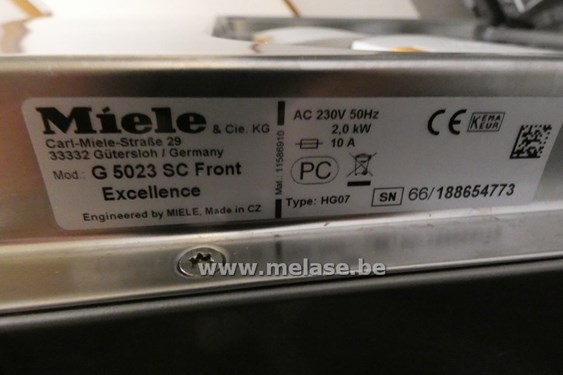 Miele & Cie. KG
Carl-Miele-Straße 29
33332 Gütersloh / Germany
Mod.: G 5023 SC Front
Excellence
Engineered by MIELE, Made in CZ
Mat.: 11586910
AC 230V 50Hz
2,0 kW
10 A
PC
Type: HG07
CE KEMA KEUR
SN 66/188654773
www.melase.be